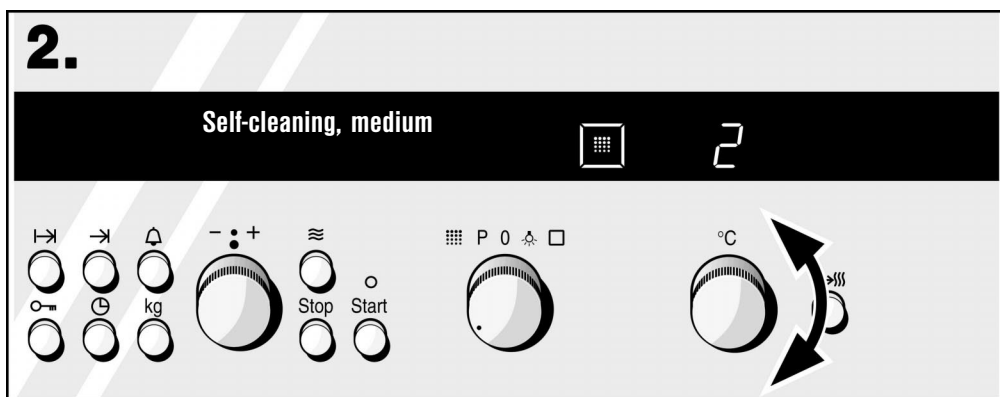 2.
Self-cleaning, medium
2
- +
P 0
°C
kg
Stop
Start